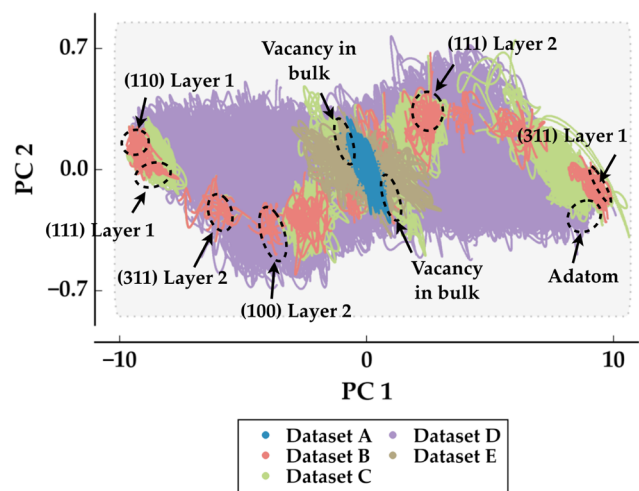 0.7
0.0
−0.7
PC 2
−10
0
10
PC 1
(110) Layer 1
Vacancy in
bulk
(111) Layer 2
(311) Layer 1
(111) Layer 1
(311) Layer 2
(100) Layer 2
Vacancy
in bulk
Adatom
Dataset A
Dataset B
Dataset C
Dataset D
Dataset E